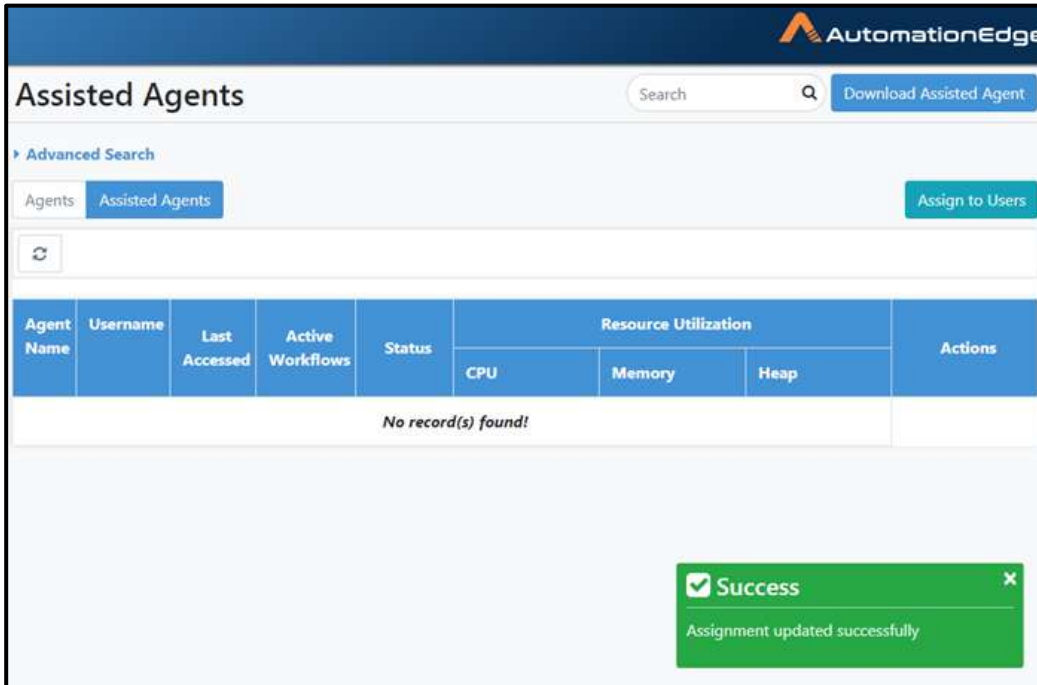 AutomationEdge
Assisted Agents
Search
Download Assisted Agent
Advanced Search
Agents
Assisted Agents
Assign to Users
Agent Name
Username
Last Accessed
Active Workflows
Status
Resource Utilization
Actions
CPU
Memory
Heap
No record(s) found!
Success
Assignment updated successfully